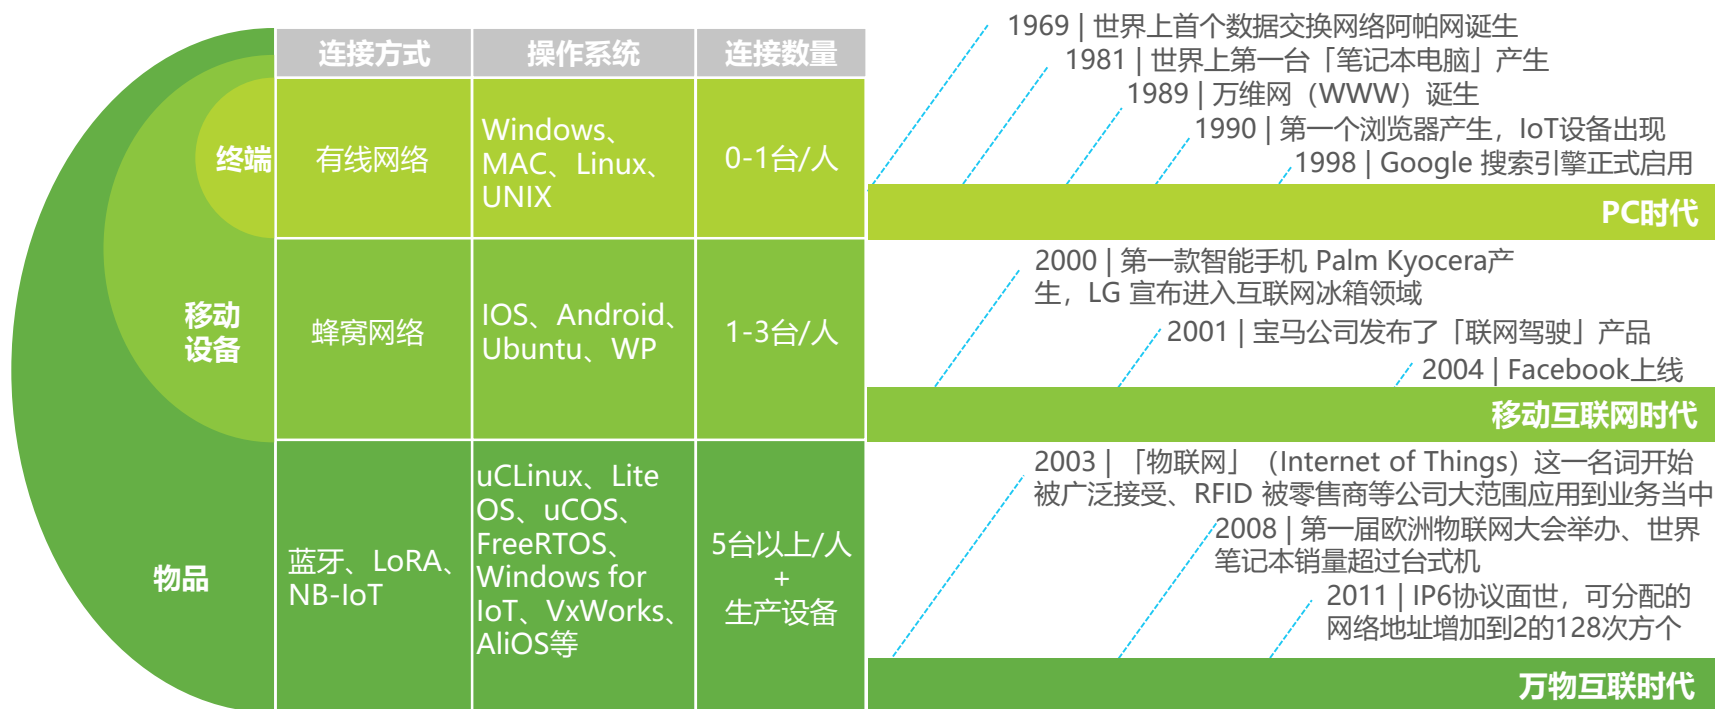 连接方式
操作系统
连接数量
终端
有线网络
Windows、
MAC、Linux、
UNIX
0-1台/人
1969 | 世界上首个数据交换网络阿帕网诞生
1981 | 世界上第一台「笔记本电脑」产生
1989 | 万维网（WWW）诞生
1990 | 第一个浏览器产生，IoT设备出现
1998 | Google 搜索引擎正式启用
PC时代
移动
设备
蜂窝网络
IOS、Android、
Ubuntu、WP
1-3台/人
2000 | 第一款智能手机 Palm Kyocera产
生，LG 宣布进入互联网冰箱领域
2001 | 宝马公司发布了「联网驾驶」产品
2004 | Facebook上线
移动互联网时代
物品
蓝牙、LoRA、
NB-IoT
uCLinux、Lite
OS、uCOS、
FreeRTOS、
Windows for
IoT、VxWorks、
AliOS等
5台以上/人
+
生产设备
2003 | 「物联网」（Internet of Things）这一名词开始
被广泛接受、RFID 被零售商等公司大范围应用到业务当中
2008 | 第一届欧洲物联网大会举办、世界
笔记本销量超过台式机
2011 | IP6协议面世，可分配的
网络地址增加到2的128次方个
万物互联时代